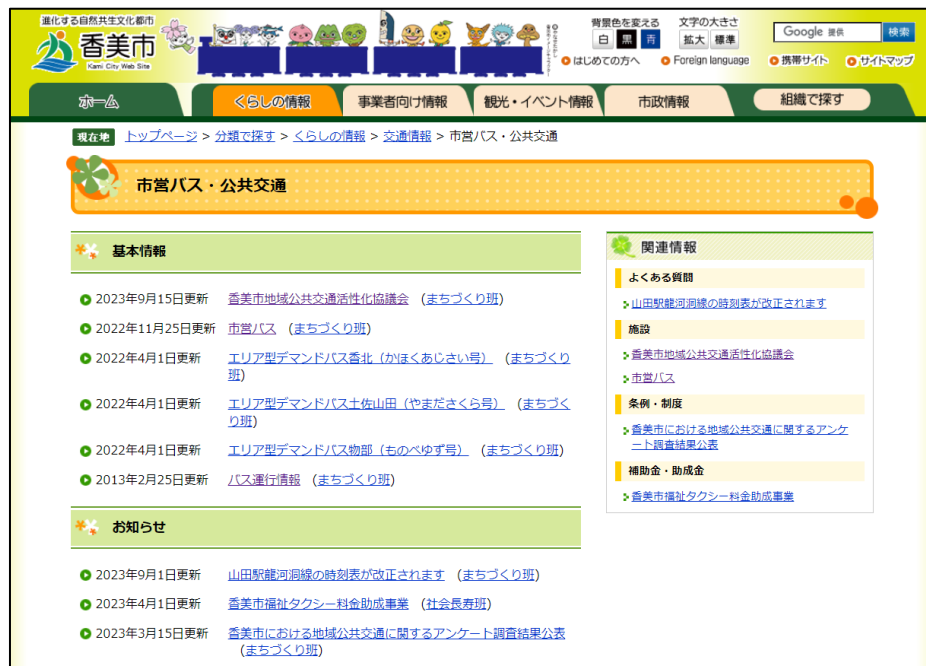 進化する自然共生文化都市
香美市
Kami City Web Site
背景色を変える
文字の大きさ
白 黒 青
拡大 標準
Google 提供
検索
はじめての方へ
Foreign language
携帯サイト
サイトマップ
ホーム
くらしの情報
事業者向け情報
観光・イベント情報
市政情報
組織で探す
現在地 トップページ > 分類で探す > くらしの情報 > 交通情報 > 市営バス・公共交通
市営バス・公共交通
基本情報
2023年9月15日更新 香美市地域公共交通活性化協議会 (まちづくり班)
2022年11月25日更新 市営バス (まちづくり班)
2022年4月1日更新 エリア型デマンドバス香北(かほくあじさい号) (まちづくり
班)
2022年4月1日更新 エリア型デマンドバス土佐山田(やまださくら号) (まちづく
り班)
2022年4月1日更新 エリア型デマンドバス物部(ものべゆず号) (まちづくり班)
2013年2月25日更新 バス運行情報 (まちづくり班)
お知らせ
2023年9月1日更新 山田駅龍河洞線の時刻表が改正されます (まちづくり班)
2023年4月1日更新 香美市福祉タクシー料金助成事業 (社会長寿班)
2023年3月15日更新 香美市における地域公共交通に関するアンケート調査結果公表
(まちづくり班)
関連情報
よくある質問
山田駅龍河洞線の時刻表が改正されます
施設
香美市地域公共交通活性化協議会
市営バス
条例・制度
香美市における地域公共交通に関するアンケ
ート調査結果公表
補助金・助成金
香美市福祉タクシー料金助成事業